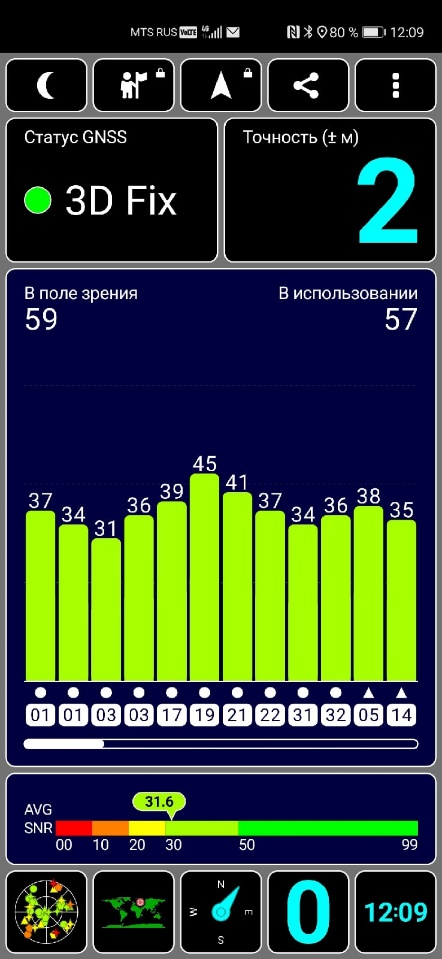 MTS RUS VoLTE 4G 80 % 12:09
Статус GNSS
3D Fix
Точность (± м)
2
В поле зрения
59
В использовании
57
37 34 31 36 39 45 41 37 34 36 38 35
01 01 03 03 17 19 21 22 31 32 05 14
31.6
AVG
SNR
00 10 20 30 50 99
N
W E
S
0
12:09